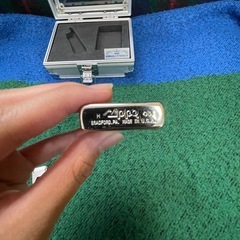 H Zippo
BRADFORD, PA. MADE IN U.S.A.